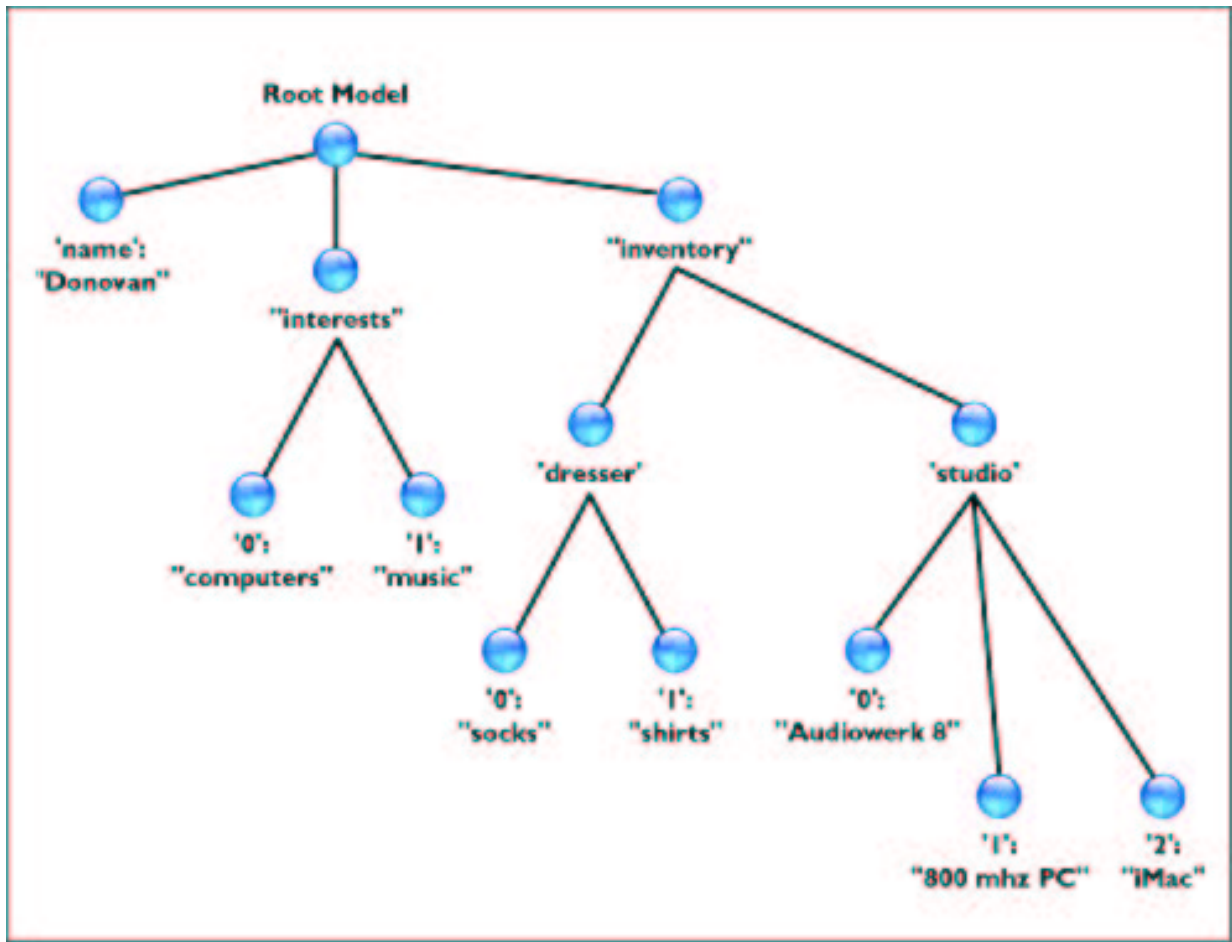 Root Model
'name':
"Donovan"
"inventory"
"interests"
'dresser'
'studio'
'0':
"computers"
'1':
"music"
'0':
"socks"
'1':
"shirts"
'0':
"Audiowerk 8"
'1':
"800 mhz PC"
'2':
"iMac"